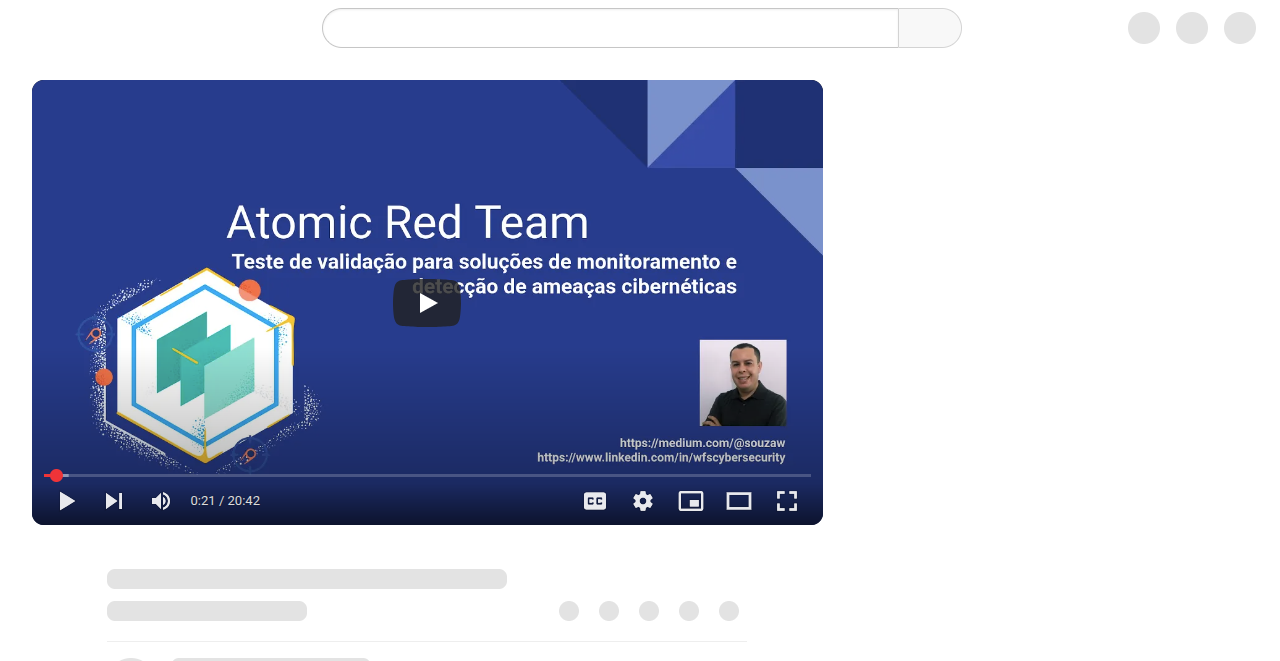 Atomic Red Team
Teste de validação para soluções de monitoramento e
detecção de ameaças cibernéticas
https://medium.com/@souzaw
https://www.linkedin.com/in/wfscybersecurity
0:21 / 20:42
CC